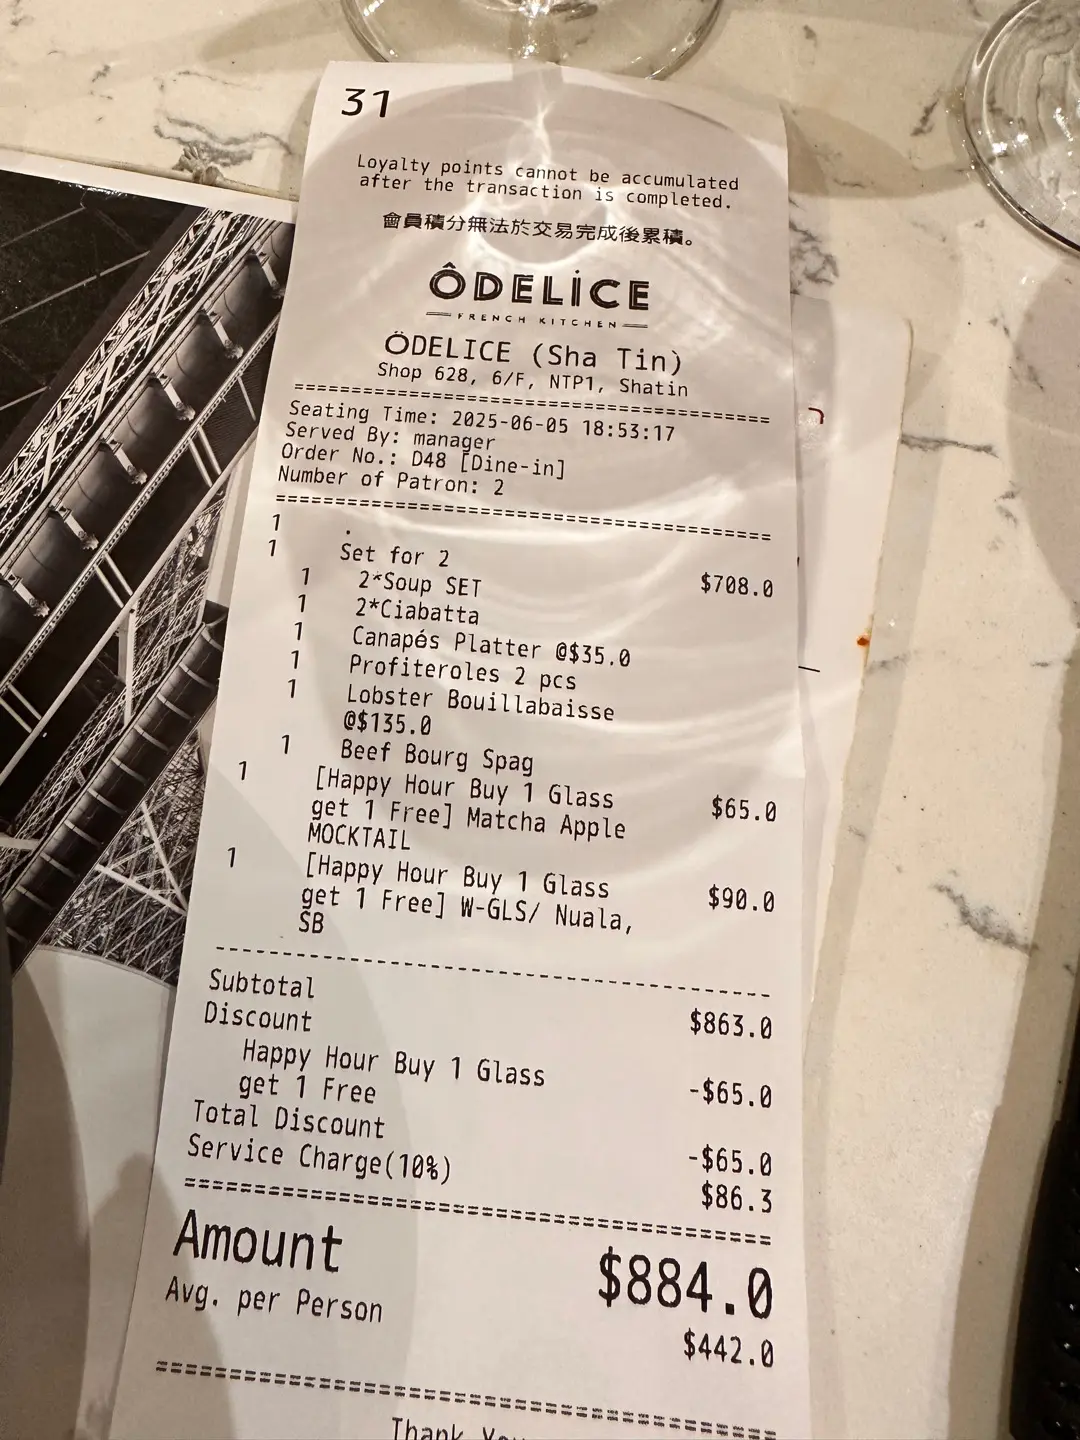 31
Loyalty points cannot be accumulated
after the transaction is completed.
會員積分無法於交易完成後累積。
ÔDELİCE
FRENCH KITCHEN
ÖDELICE (Sha Tin)
Shop 628, 6/F, NTP1, Shatin
========================================
Seating Time: 2025-06-05 18:53:17
Served By: manager
Order No.: D48 [Dine-in]
Number of Patron: 2
========================================
1 .
1 Set for 2 $708.0
1 2*Soup SET
1 2*Ciabatta
1 Canapés Platter @$35.0
1 Profiteroles 2 pcs
1 Lobster Bouillabaisse
@$135.0
1 Beef Bourg Spag
1 [Happy Hour Buy 1 Glass $65.0
get 1 Free] Matcha Apple
MOCKTAIL
1 [Happy Hour Buy 1 Glass $90.0
get 1 Free] W-GLS/ Nuala,
SB
----------------------------------------
Subtotal $863.0
Discount
Happy Hour Buy 1 Glass -$65.0
get 1 Free
Total Discount -$65.0
Service Charge(10%) $86.3
========================================
Amount $884.0
Avg. per Person $442.0
========================================
Thank You